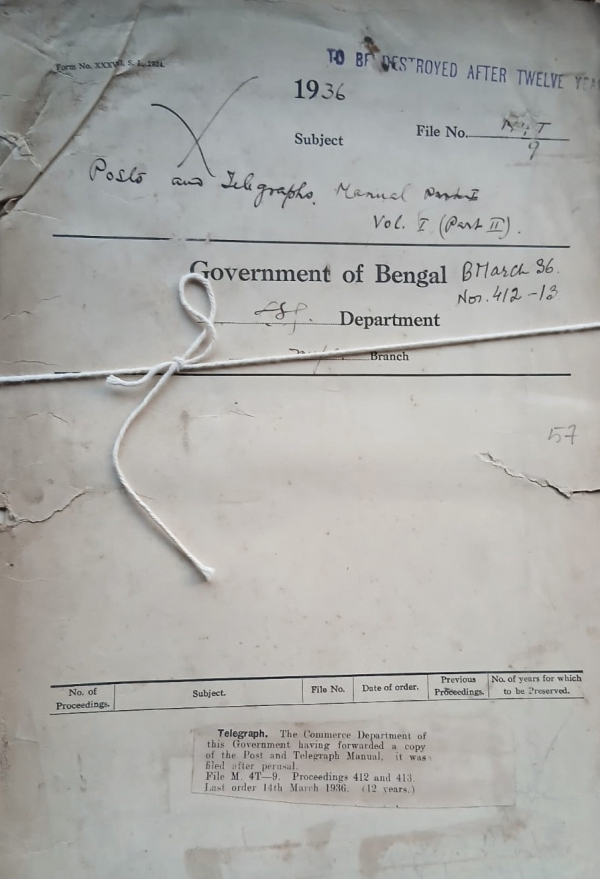 Form No. XXXVI, S. I., 1924.
TO BE DESTROYED AFTER TWELVE YEA
1936
Subject
File No.
9
Posts and Telegraphs. Manual Part I
Vol. I (Part II).
Government of Bengal
B March 36.
Nos. 412-13
Department
Branch
57
No. of Proceedings.
Subject.
File No.
Date of order.
Previous Proceedings.
No. of years for which to be Preserved.
Telegraph. The Commerce Department of
this Government having forwarded a copy
of the Post and Telegraph Manual, it was
filed after perusal.
File M. 4T—9. Proceedings 412 and 413.
Last order 14th March 1936. (12 years.)